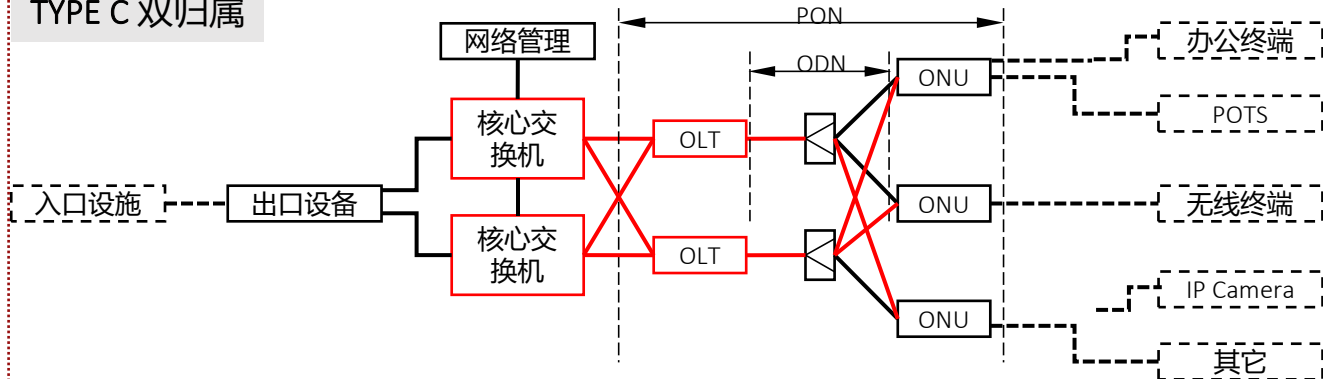 TYPE C 双归属
PON
网络管理
办公终端
ODN
ONU
核心交
换机
OLT
POTS
入口设施
出口设备
ONU
无线终端
核心交
换机
OLT
IP Camera
ONU
其它